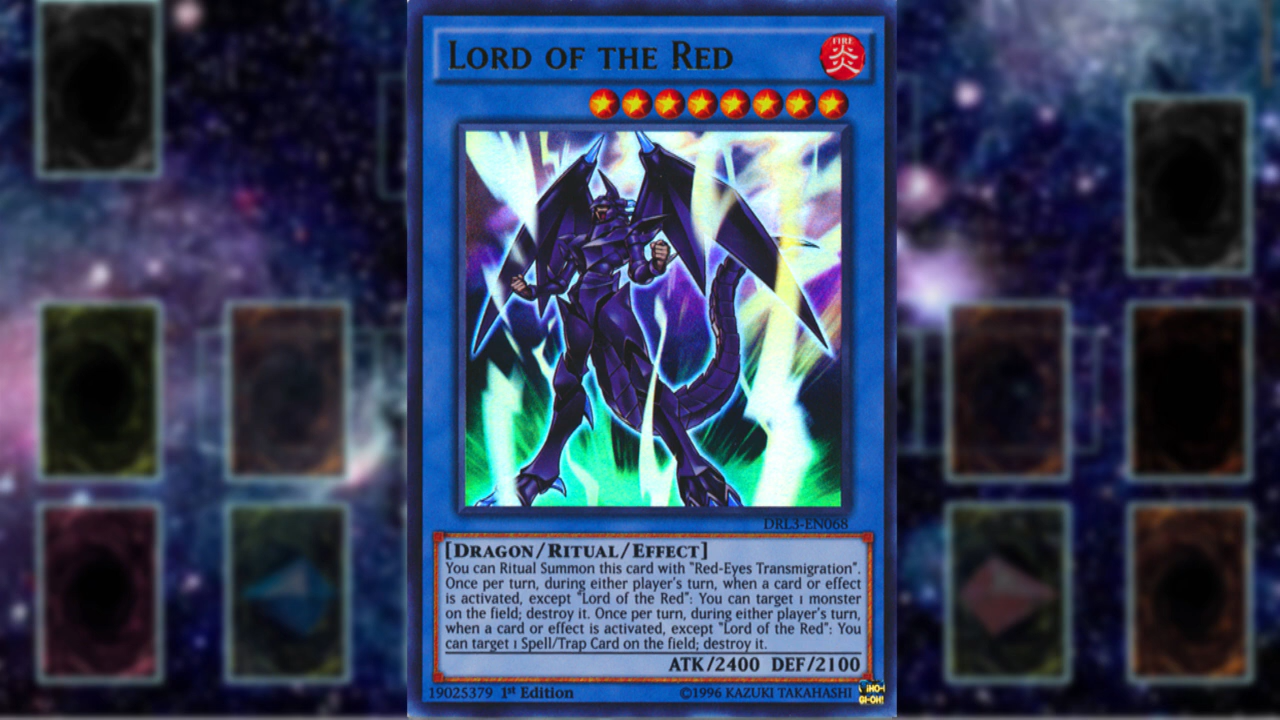 LORD OF THE RED
FIRE
炎
DRL3-EN068
[DRAGON/RITUAL/EFFECT]
You can Ritual Summon this card with "Red-Eyes Transmigration".
Once per turn, during either player's turn, when a card or effect
is activated, except "Lord of the Red": You can target 1 monster
on the field; destroy it. Once per turn, during either player's turn,
when a card or effect is activated, except "Lord of the Red": You
can target 1 Spell/Trap Card on the field; destroy it.
ATK/2400 DEF/2100
19025379 1st Edition ©1996 KAZUKI TAKAHASHI